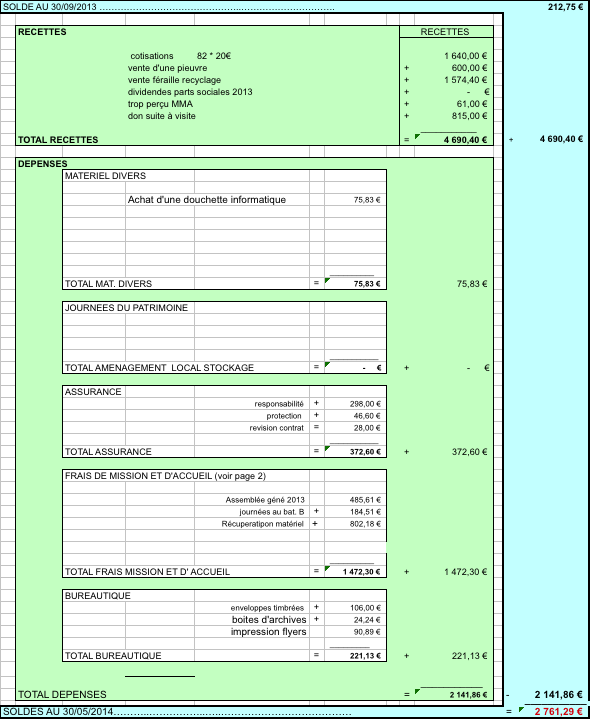 SOLDE AU 30/09/2013 ………………………………………………………… 212,75 €
RECETTES RECETTES
cotisations 82 * 20€ 1 640,00 €
vente d'une pieuvre + 600,00 €
vente féraille recyclage + 1 574,40 €
dividendes parts sociales 2013 + - €
trop perçu MMA + 61,00 €
don suite à visite + 815,00 €
TOTAL RECETTES = 4 690,40 € + 4 690,40 €
DEPENSES
MATERIEL DIVERS
Achat d'une douchette informatique 75,83 €
TOTAL MAT. DIVERS = 75,83 € 75,83 €
JOURNEES DU PATRIMOINE
TOTAL AMENAGEMENT LOCAL STOCKAGE = - € + - €
ASSURANCE
responsabilité + 298,00 €
protection + 46,60 €
revision contrat = 28,00 €
TOTAL ASSURANCE = 372,60 € + 372,60 €
FRAIS DE MISSION ET D'ACCUEIL (voir page 2)
Assemblée géné 2013 485,61 €
journées au bat. B + 184,51 €
Récuperatipon matériel + 802,18 €
TOTAL FRAIS MISSION ET D' ACCUEIL = 1 472,30 € + 1 472,30 €
BUREAUTIQUE
enveloppes timbrées + 106,00 €
boites d'archives + 24,24 €
impression flyers 90,89 €
TOTAL BUREAUTIQUE = 221,13 € + 221,13 €
TOTAL DEPENSES = 2 141,86 € - 2 141,86 €
SOLDES AU 30/05/2014………………………………………………………… = 2 761,29 €